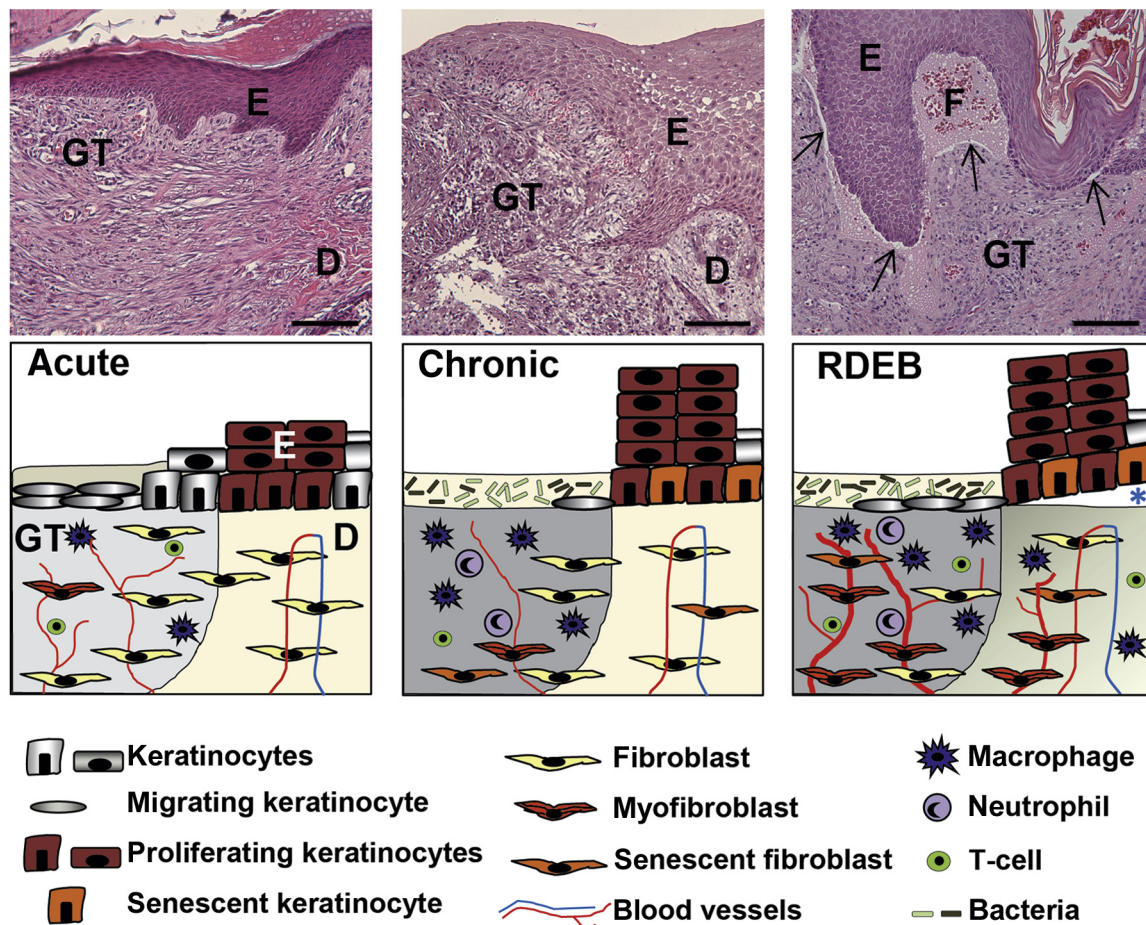 E
GT
D
E
GT
D
E
F
GT
Acute
E
GT
D
Chronic
RDEB
*
Keratinocytes
Migrating keratinocyte
Proliferating keratinocytes
Senescent keratinocyte
Fibroblast
Myofibroblast
Senescent fibroblast
Blood vessels
Macrophage
Neutrophil
T-cell
Bacteria